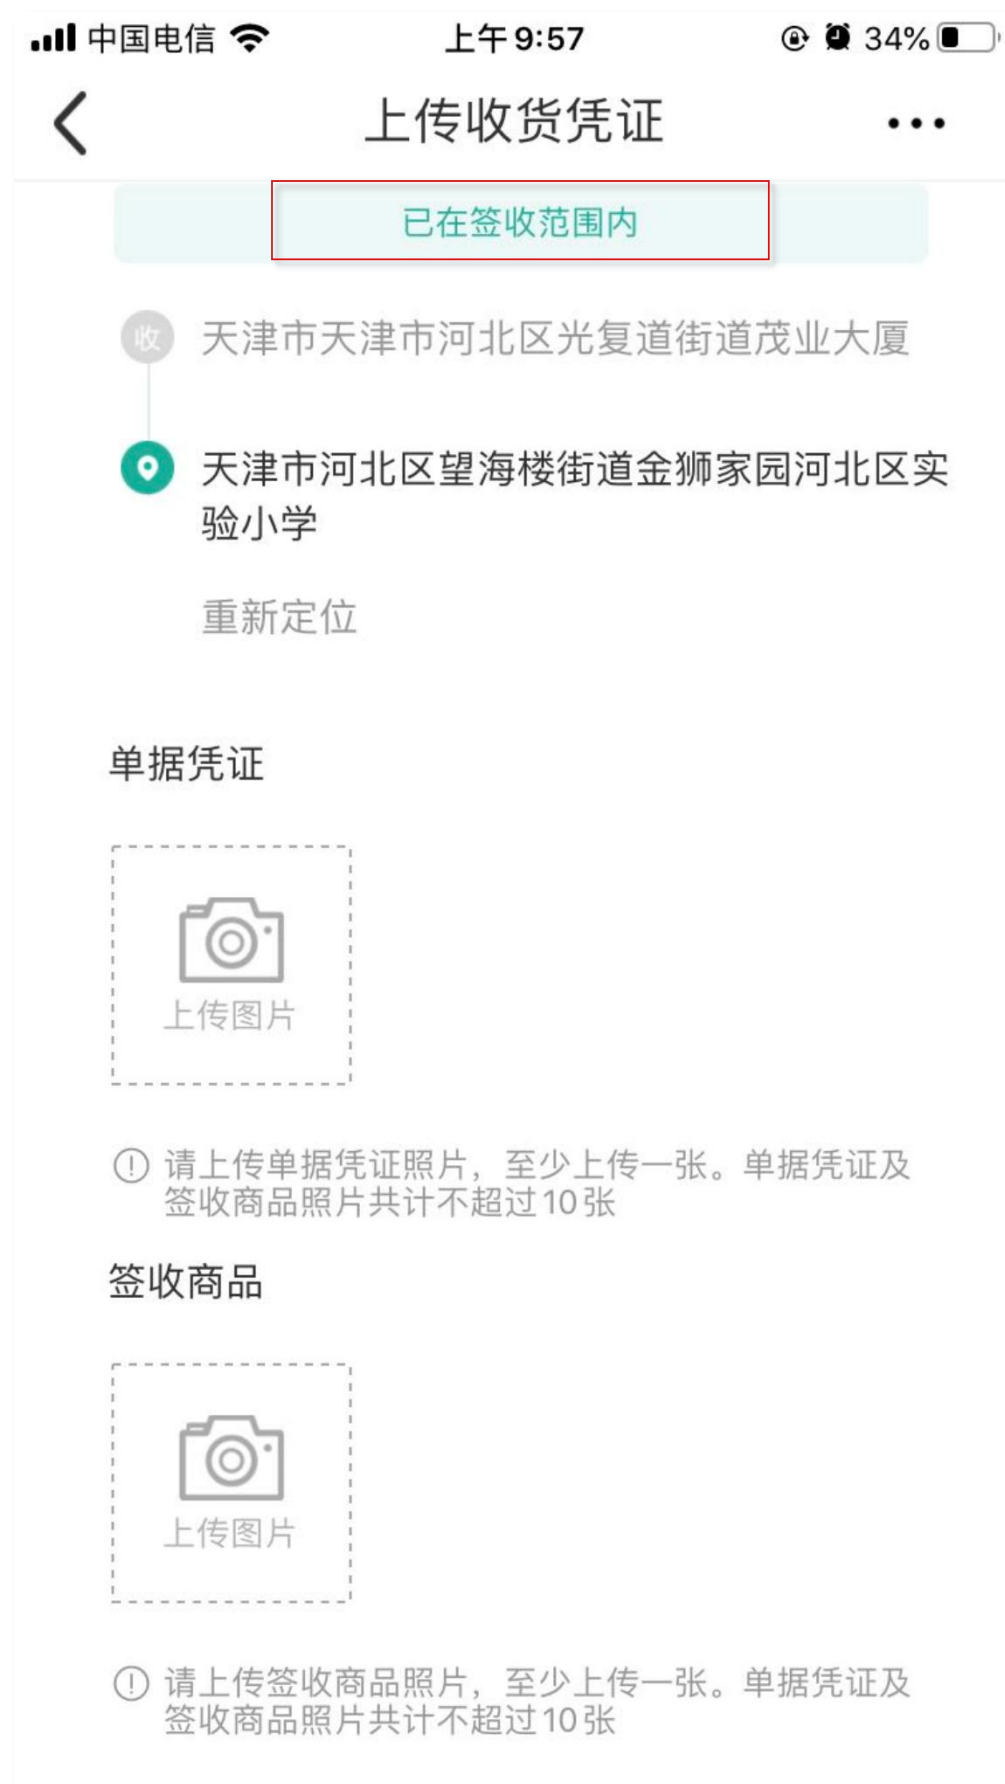 中国电信
上午9:57
34%
上传收货凭证
已在签收范围内
收
天津市天津市河北区光复道街道茂业大厦
天津市河北区望海楼街道金狮家园河北区实
验小学
重新定位
单据凭证
上传图片
请上传单据凭证照片，至少上传一张。单据凭证及
签收商品照片共计不超过10张
签收商品
上传图片
请上传签收商品照片，至少上传一张。单据凭证及
签收商品照片共计不超过10张